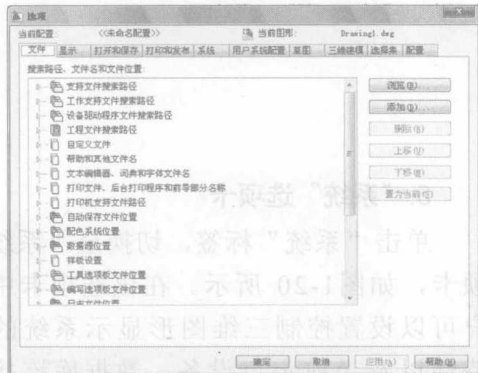 选项
当前配置: <<未命名配置>> 当前图形: Drawing1.dwg
文件 显示 打开和保存 打印和发布 系统 用户系统配置 草图 三维建模 选择集 配置
搜索路径、文件名和文件位置:
支持文件搜索路径
工作支持文件搜索路径
设备驱动程序文件搜索路径
工程文件搜索路径
自定义文件
帮助和其他文件名
文本编辑器、词典和字体文件名
打印文件、后台打印程序和前导部分名称
打印机支持文件路径
自动保存文件位置
配色系统位置
数据源位置
样板设置
工具选项板文件位置
编写选项板文件位置
日志文件位置
浏览(B)...
添加(D)...
删除(R)
上移(U)
下移(M)
置为当前(C)
确定 取消 应用(A) 帮助(H)